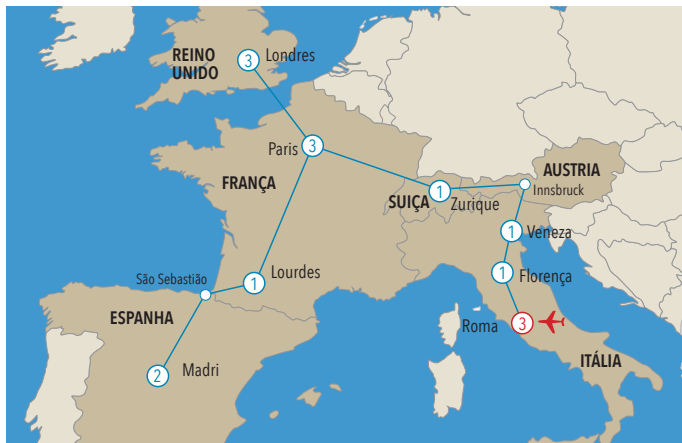 REINO
UNIDO
3
Londres
Paris
3
FRANÇA
SUIÇA
1
Zurique
AUSTRIA
Innsbruck
1
Veneza
1
Florença
Roma
3
ITÁLIA
São Sebastião
Lourdes
1
ESPANHA
2
Madri